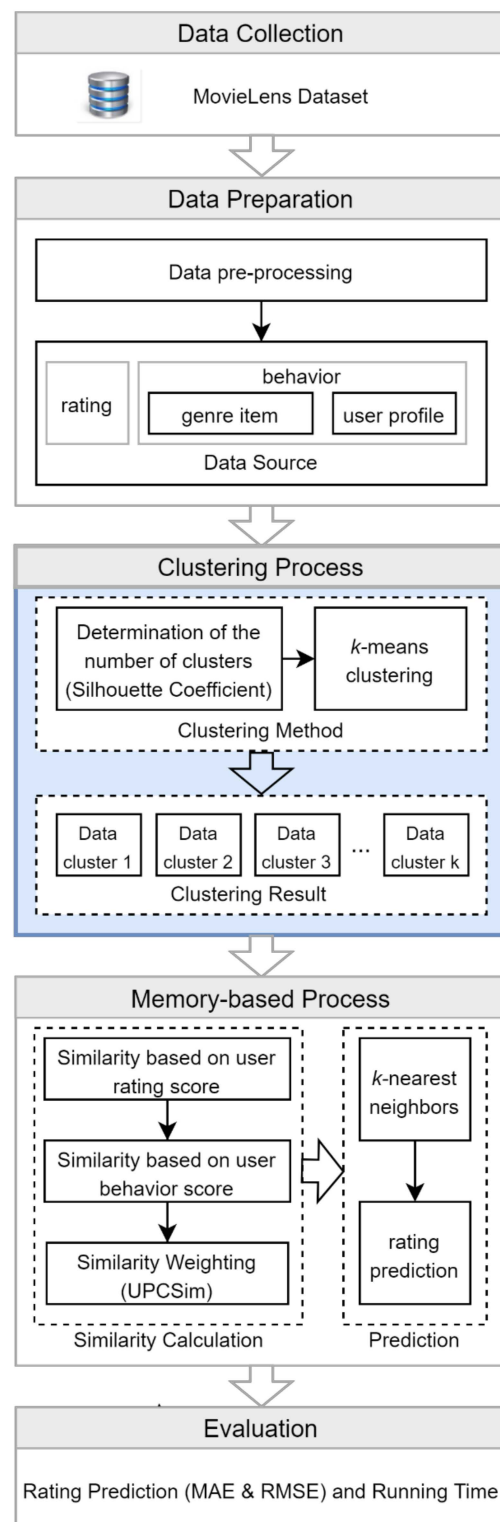 Data Collection
MovieLens Dataset
Data Preparation
Data pre-processing
behavior
rating
genre item
user profile
Data Source
Clustering Process
Determination of the
number of clusters
(Silhouette Coefficient)
k-means
clustering
Clustering Method
Data
cluster 1
Data
cluster 2
Data
cluster 3
...
Data
cluster k
Clustering Result
Memory-based Process
Similarity based on user
rating score
Similarity based on user
behavior score
Similarity Weighting
(UPCSim)
Similarity Calculation
k-nearest
neighbors
rating
prediction
Prediction
Evaluation
Rating Prediction (MAE & RMSE) and Running Time